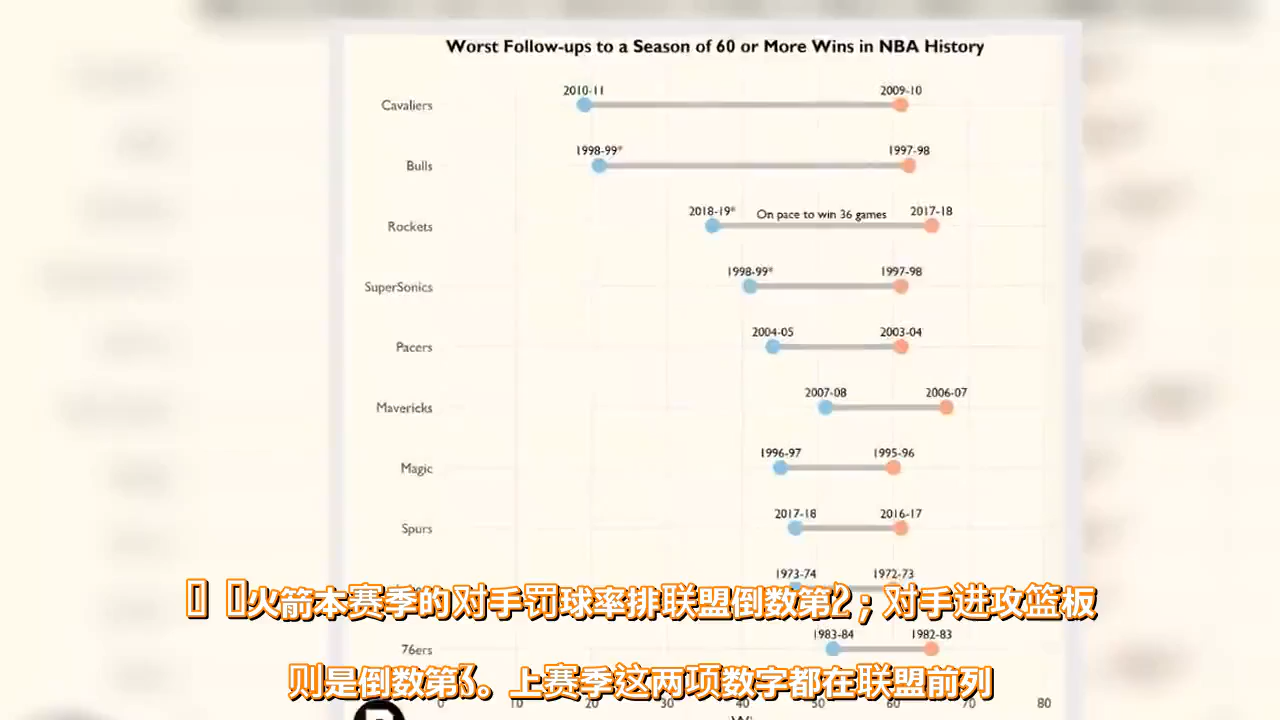 Worst Follow-ups to a Season of 60 or More Wins in NBA History
2010-11 2009-10
Cavaliers
1998-99* 1997-98
Bulls
2018-19* On pace to win 36 games 2017-18
Rockets
1998-99* 1997-98
SuperSonics
2004-05 2003-04
Pacers
2007-08 2006-07
Mavericks
1996-97 1995-96
Magic
2017-18 2016-17
Spurs
1973-74 1972-73
火箭本赛季的对手罚球率排联盟倒数第2；对手进攻篮板
1983-84 1982-83
76ers
则是倒数第3。上赛季这两项数字都在联盟前列
0 10 20 30 40 50 60 70 80